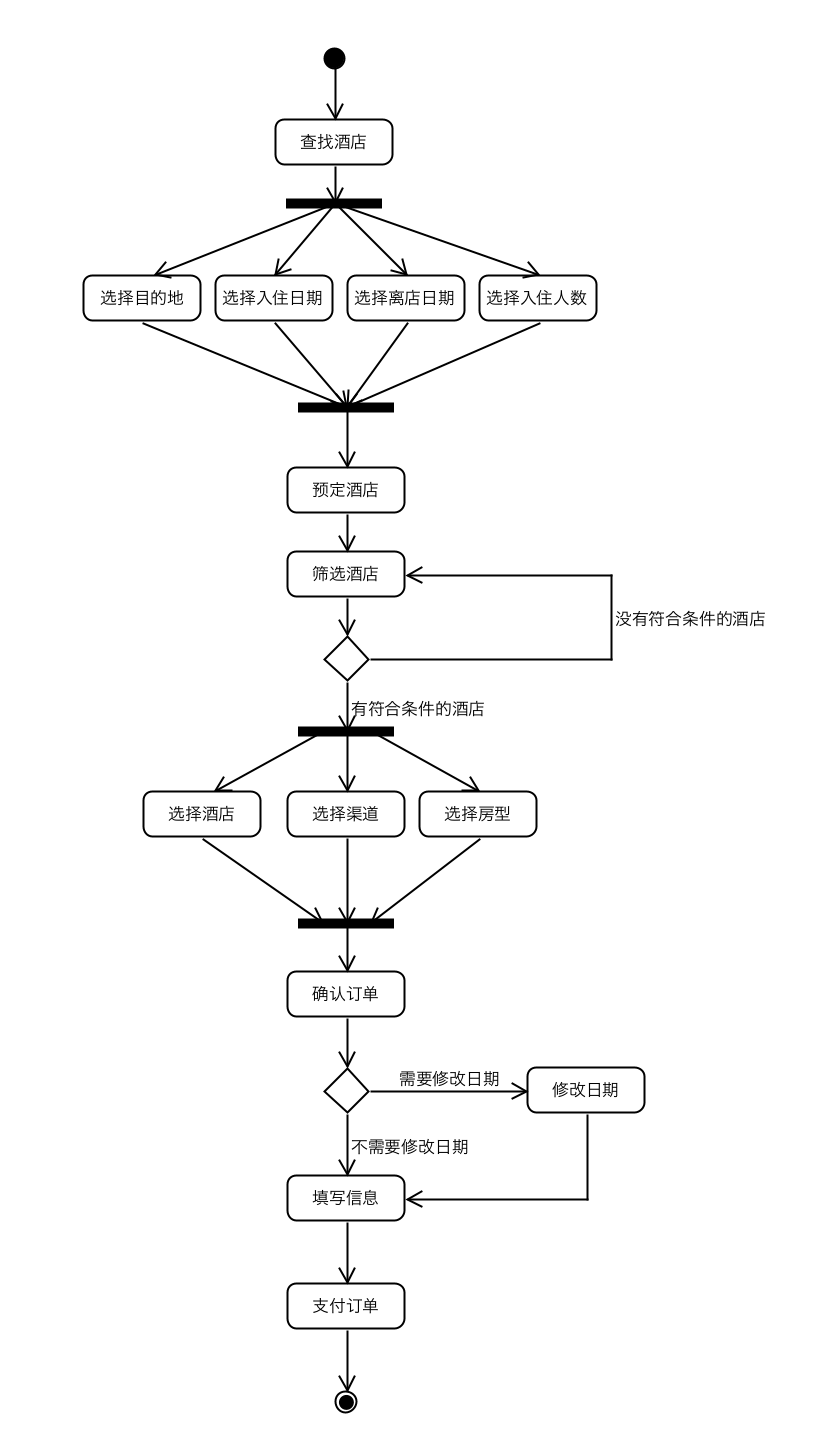 查找酒店
选择目的地
选择入住日期
选择离店日期
选择入住人数
预定酒店
筛选酒店
没有符合条件的酒店
有符合条件的酒店
选择酒店
选择渠道
选择房型
确认订单
需要修改日期
修改日期
不需要修改日期
填写信息
支付订单